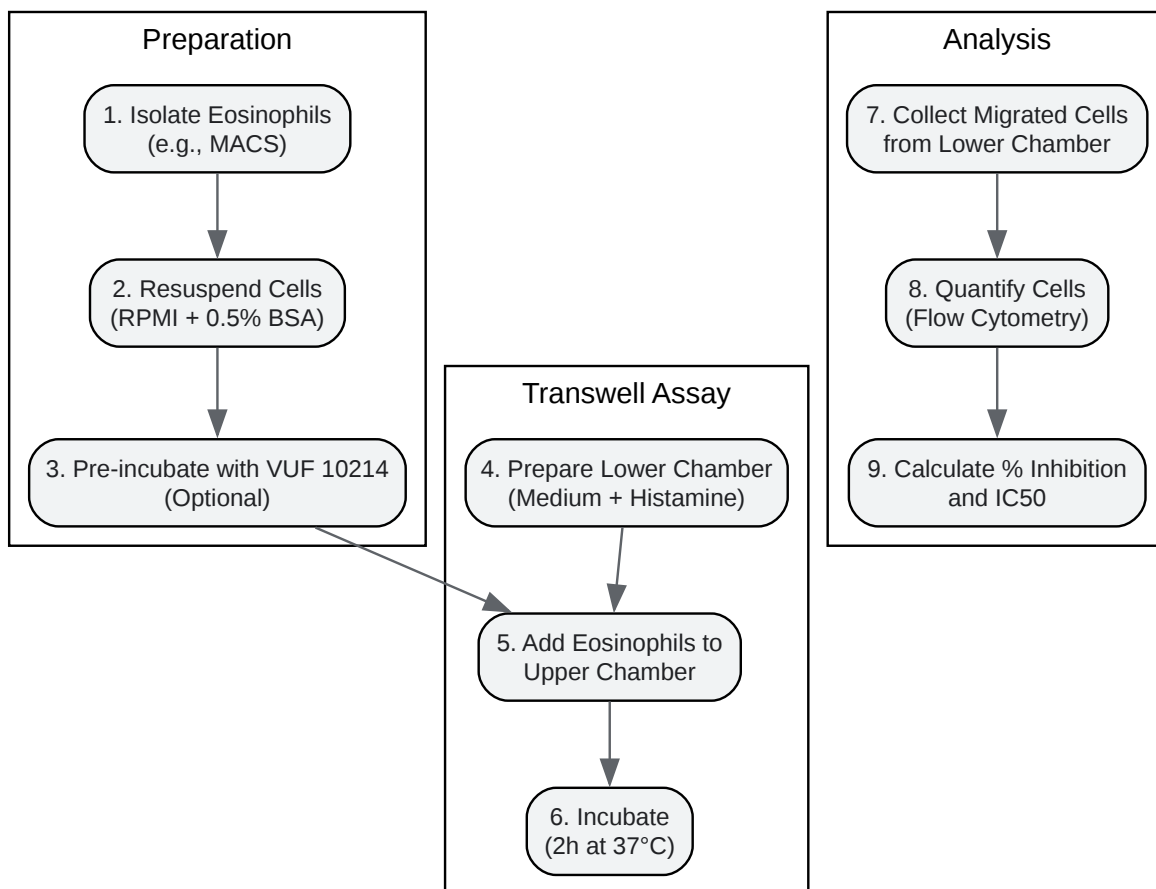 Preparation
1. Isolate Eosinophils
(e.g., MACS)
2. Resuspend Cells
(RPMI + 0.5% BSA)
3. Pre-incubate with VUF 10214
(Optional)
Transwell Assay
4. Prepare Lower Chamber
(Medium + Histamine)
5. Add Eosinophils to
Upper Chamber
6. Incubate
(2h at 37°C)
Analysis
7. Collect Migrated Cells
from Lower Chamber
8. Quantify Cells
(Flow Cytometry)
9. Calculate % Inhibition
and IC50